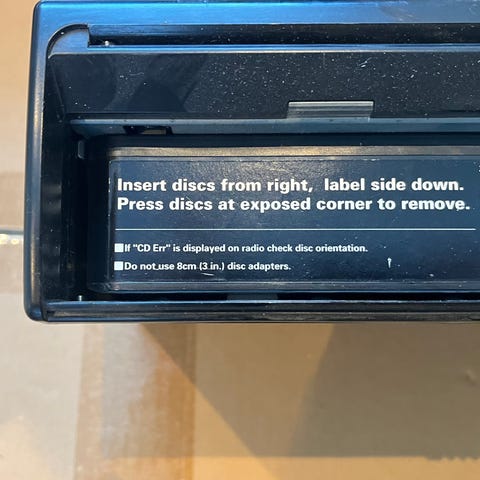 Insert discs from right, label side down.
Press discs at exposed corner to remove.
■If "CD Err" is displayed on radio check disc orientation.
■Do not use 8cm (3 in.) disc adapters.